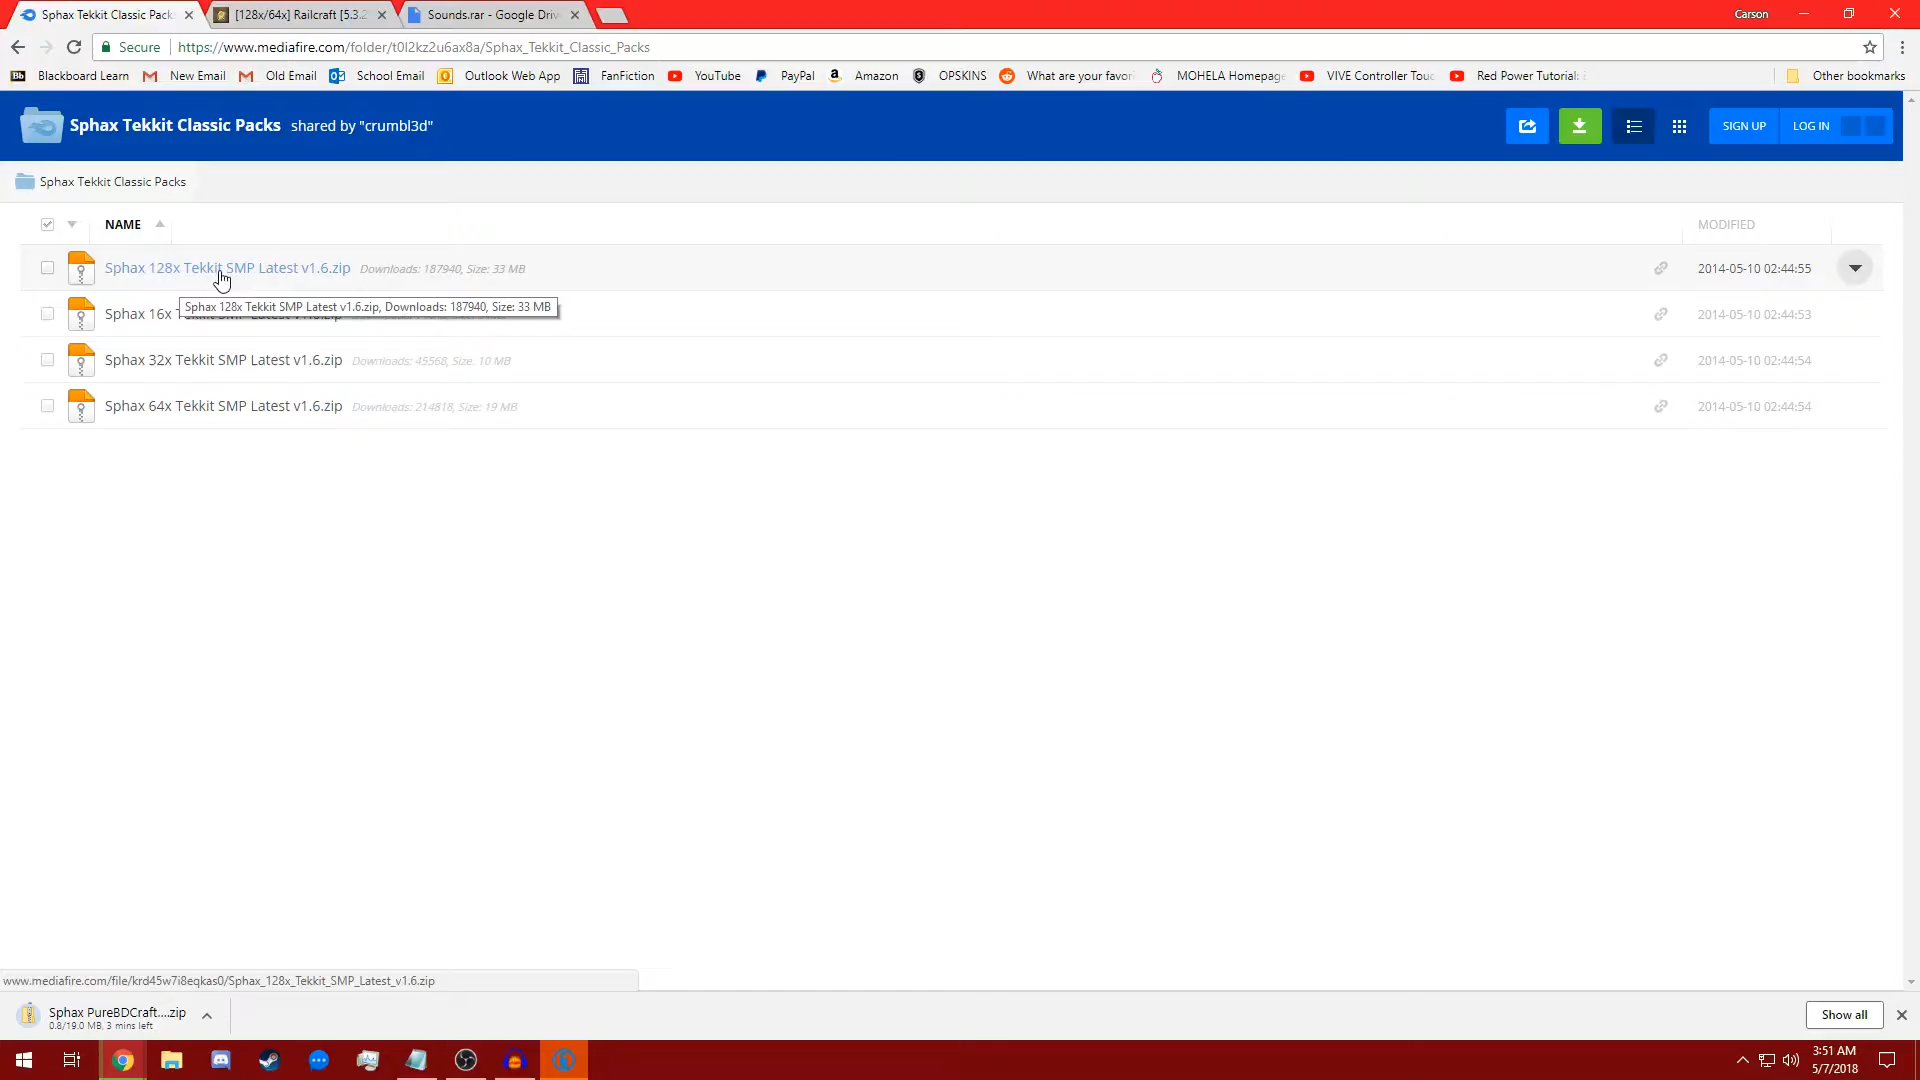 Sphax Tekkit Classic Pack
[128x/64x] Railcraft [5.3.2
Sounds.rar - Google Driv
Carson
Secure
https://www.mediafire.com/folder/t0l2kz2u6ax8a/Sphax_Tekkit_Classic_Packs
Bb Blackboard Learn
New Email
Old Email
School Email
Outlook Web App
FanFiction
YouTube
PayPal
Amazon
OPSKINS
What are your favori
MOHELA Homepag
VIVE Controller Touc
Red Power Tutorial:
Other bookmarks
Sphax Tekkit Classic Packs shared by "crumbl3d"
SIGN UP
LOG IN
Sphax Tekkit Classic Packs
NAME
MODIFIED
Sphax 128x Tekkit SMP Latest v1.6.zip Downloads: 187940, Size: 33 MB
2014-05-10 02:44:55
Sphax 128x Tekkit SMP Latest v1.6.zip, Downloads: 187940, Size: 33 MB
Sphax 16x
2014-05-10 02:44:53
Sphax 32x Tekkit SMP Latest v1.6.zip Downloads: 45568, Size: 10 MB
2014-05-10 02:44:54
Sphax 64x Tekkit SMP Latest v1.6.zip Downloads: 214818, Size: 19 MB
2014-05-10 02:44:54
www.mediafire.com/file/krd45w7i8eqkas0/Sphax_128x_Tekkit_SMP_Latest_v1.6.zip
Sphax PureBDCraft....zip
0.8/19.0 MB, 3 mins left
Show all
3:51 AM
5/7/2018